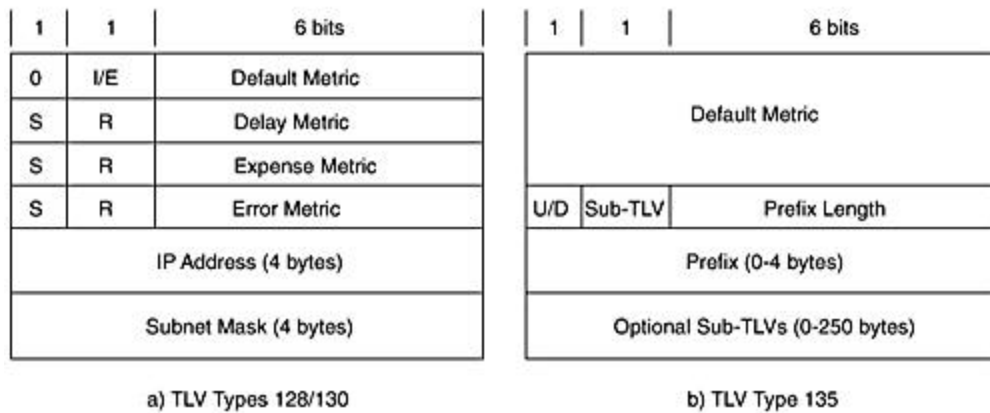 1 1 6 bits
0 I/E Default Metric
S R Delay Metric
S R Expense Metric
S R Error Metric
IP Address (4 bytes)
Subnet Mask (4 bytes)
a) TLV Types 128/130
1 1 6 bits
Default Metric
U/D Sub-TLV Prefix Length
Prefix (0-4 bytes)
Optional Sub-TLVs (0-250 bytes)
b) TLV Type 135